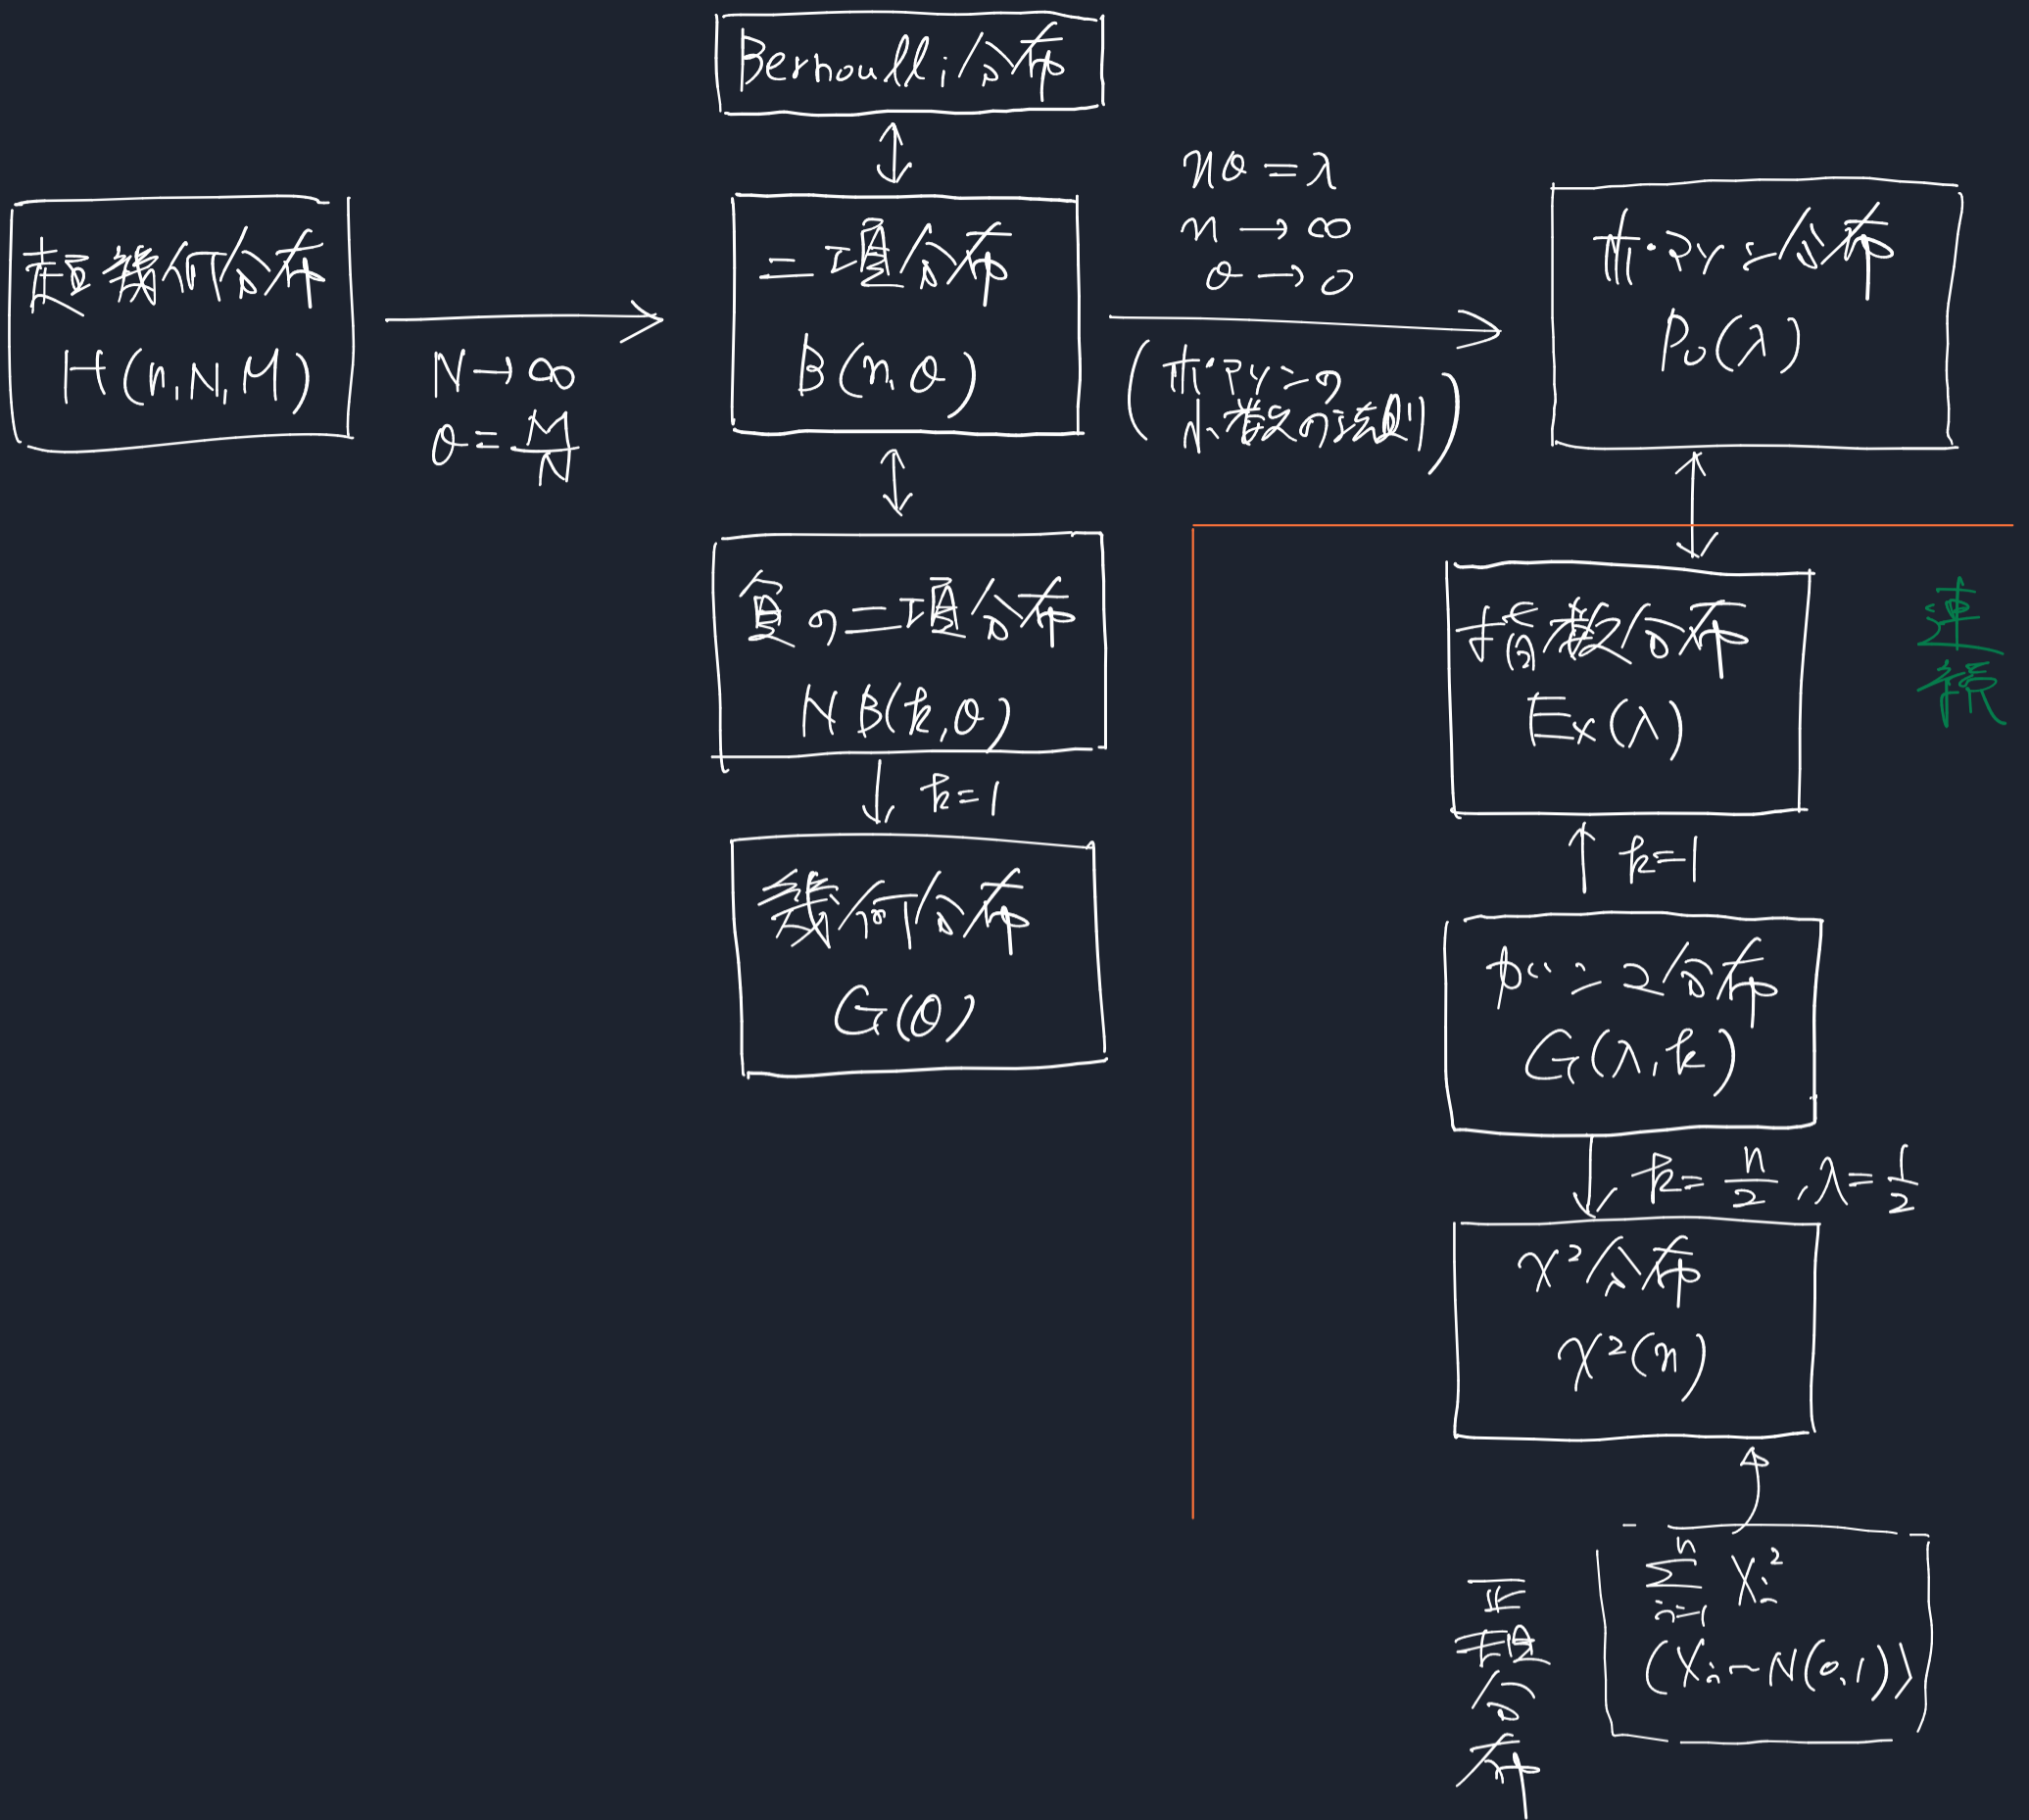 Bernoulli分布
超幾何分布
H(n,N,M)
N→∞
θ=M/N
二項分布
B(n,θ)
nθ=λ
n→∞
θ→0
(ポアソンの
小数の法則)
ポアソン分布
Po(λ)
負の二項分布
NB(k,θ)
k=1
幾何分布
G(θ)
連続
指数分布
Ex(λ)
k=1
ガンマ分布
G(λ,k)
k=n/2,λ=1/2
χ²分布
χ²(n)
正規分布
∑ⁿᵢ₌₁ Xᵢ²
(Xᵢ~N(0,1))